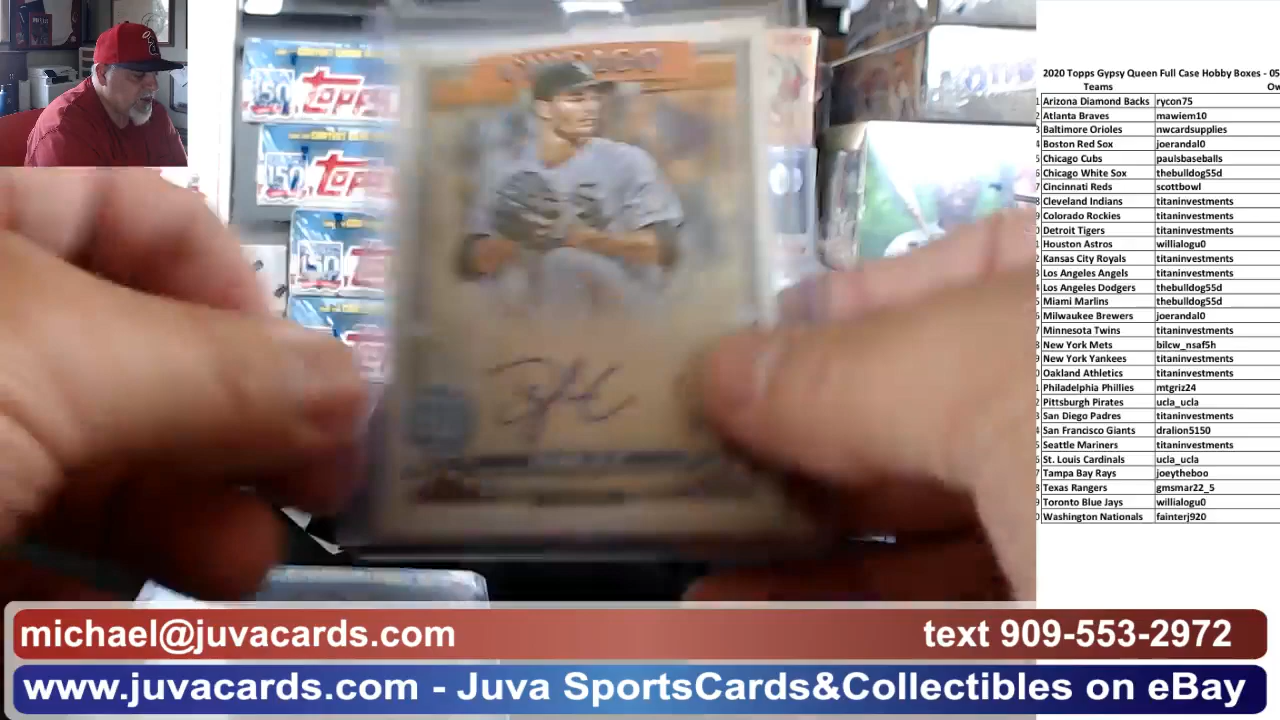 2020 Topps Gypsy Queen Full Case Hobby Boxes - 05
Teams Ow
Arizona Diamond Backs rycon75
Atlanta Braves mawiem10
Baltimore Orioles nwcardsupplies
Boston Red Sox joerandal0
Chicago Cubs paulsbaseballs
Chicago White Sox thebulldog55d
Cincinnati Reds scottbowl
Cleveland Indians titaninvestments
Colorado Rockies titaninvestments
Detroit Tigers titaninvestments
Houston Astros willialogu0
Kansas City Royals titaninvestments
Los Angeles Angels titaninvestments
Los Angeles Dodgers thebulldog55d
Miami Marlins thebulldog55d
Milwaukee Brewers joerandal0
Minnesota Twins titaninvestments
New York Mets bilcw_nsaf5h
New York Yankees titaninvestments
Oakland Athletics titaninvestments
Philadelphia Phillies mtgriz24
Pittsburgh Pirates ucla_ucla
San Diego Padres titaninvestments
San Francisco Giants dralion5150
Seattle Mariners titaninvestments
St. Louis Cardinals ucla_ucla
Tampa Bay Rays joeytheboo
Texas Rangers gmsmar22_5
Toronto Blue Jays willialogu0
Washington Nationals fainterj920
150 TOPPS
150 TOPPS
150
michael@juvacards.com text 909-553-2972
www.juvacards.com - Juva SportsCards&Collectibles on eBay